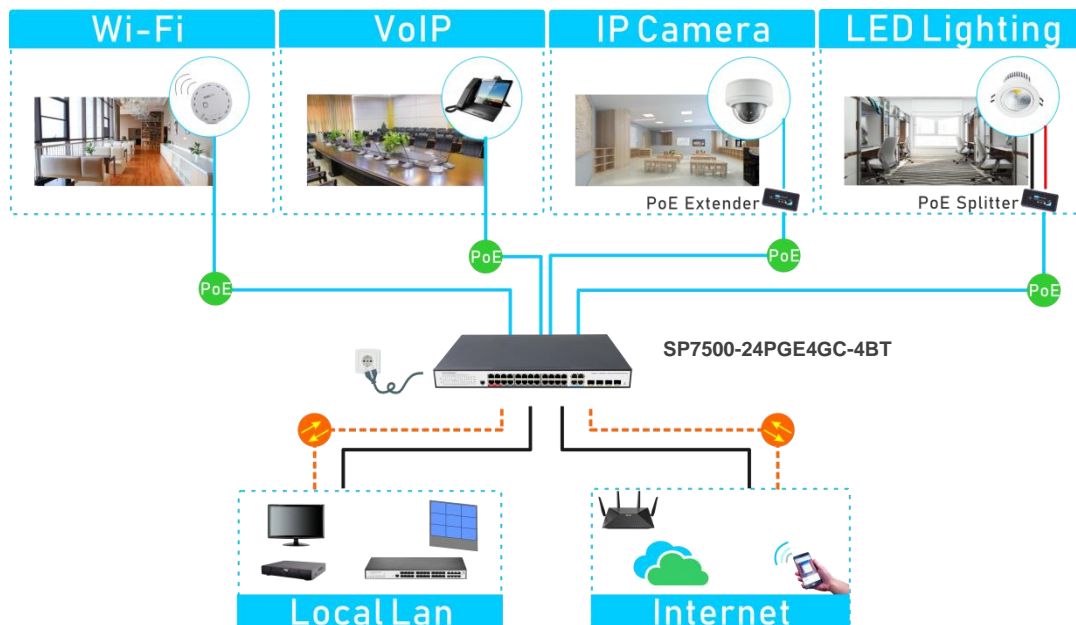 Wi-Fi
VoIP
IP Camera
LED Lighting
PoE Extender
PoE Splitter
PoE
PoE
PoE
PoE
SP7500-24PGE4GC-4BT
Local Lan
Internet